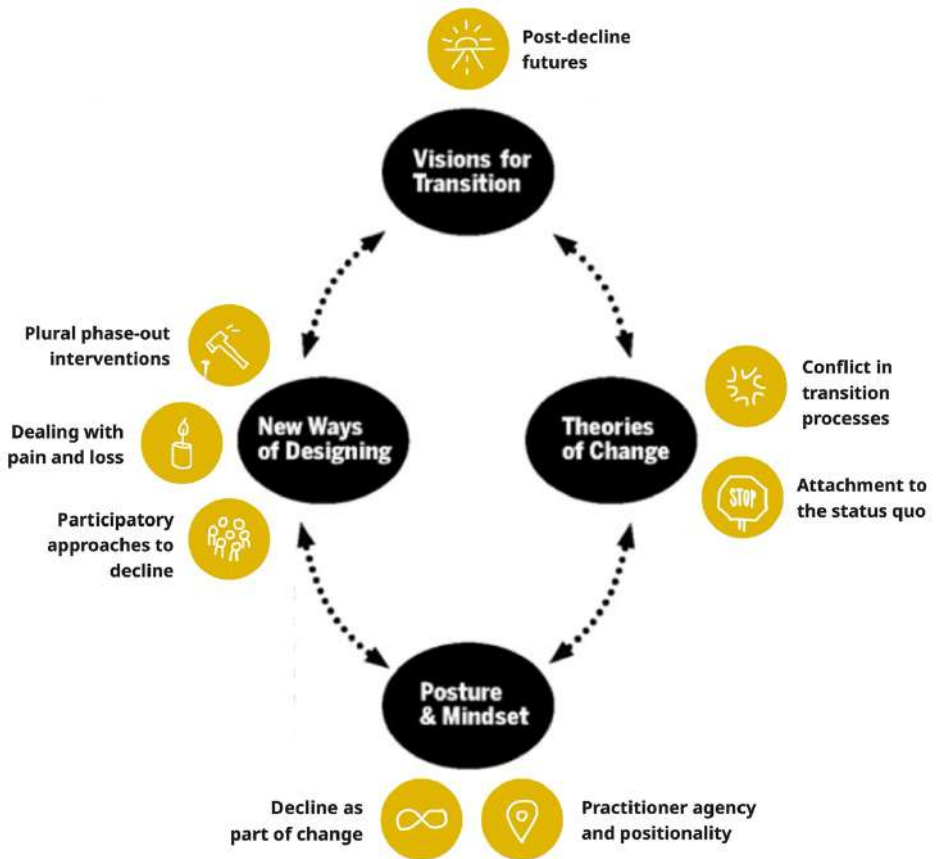 Post-decline
futures
Visions for
Transition
Plural phase-out
interventions
Dealing with
pain and loss
Participatory
approaches to
decline
New Ways
of Designing
Theories
of Change
Conflict in
transition
processes
STOP
Attachment to
the status quo
Posture
& Mindset
Decline as
part of change
Practitioner agency
and positionality